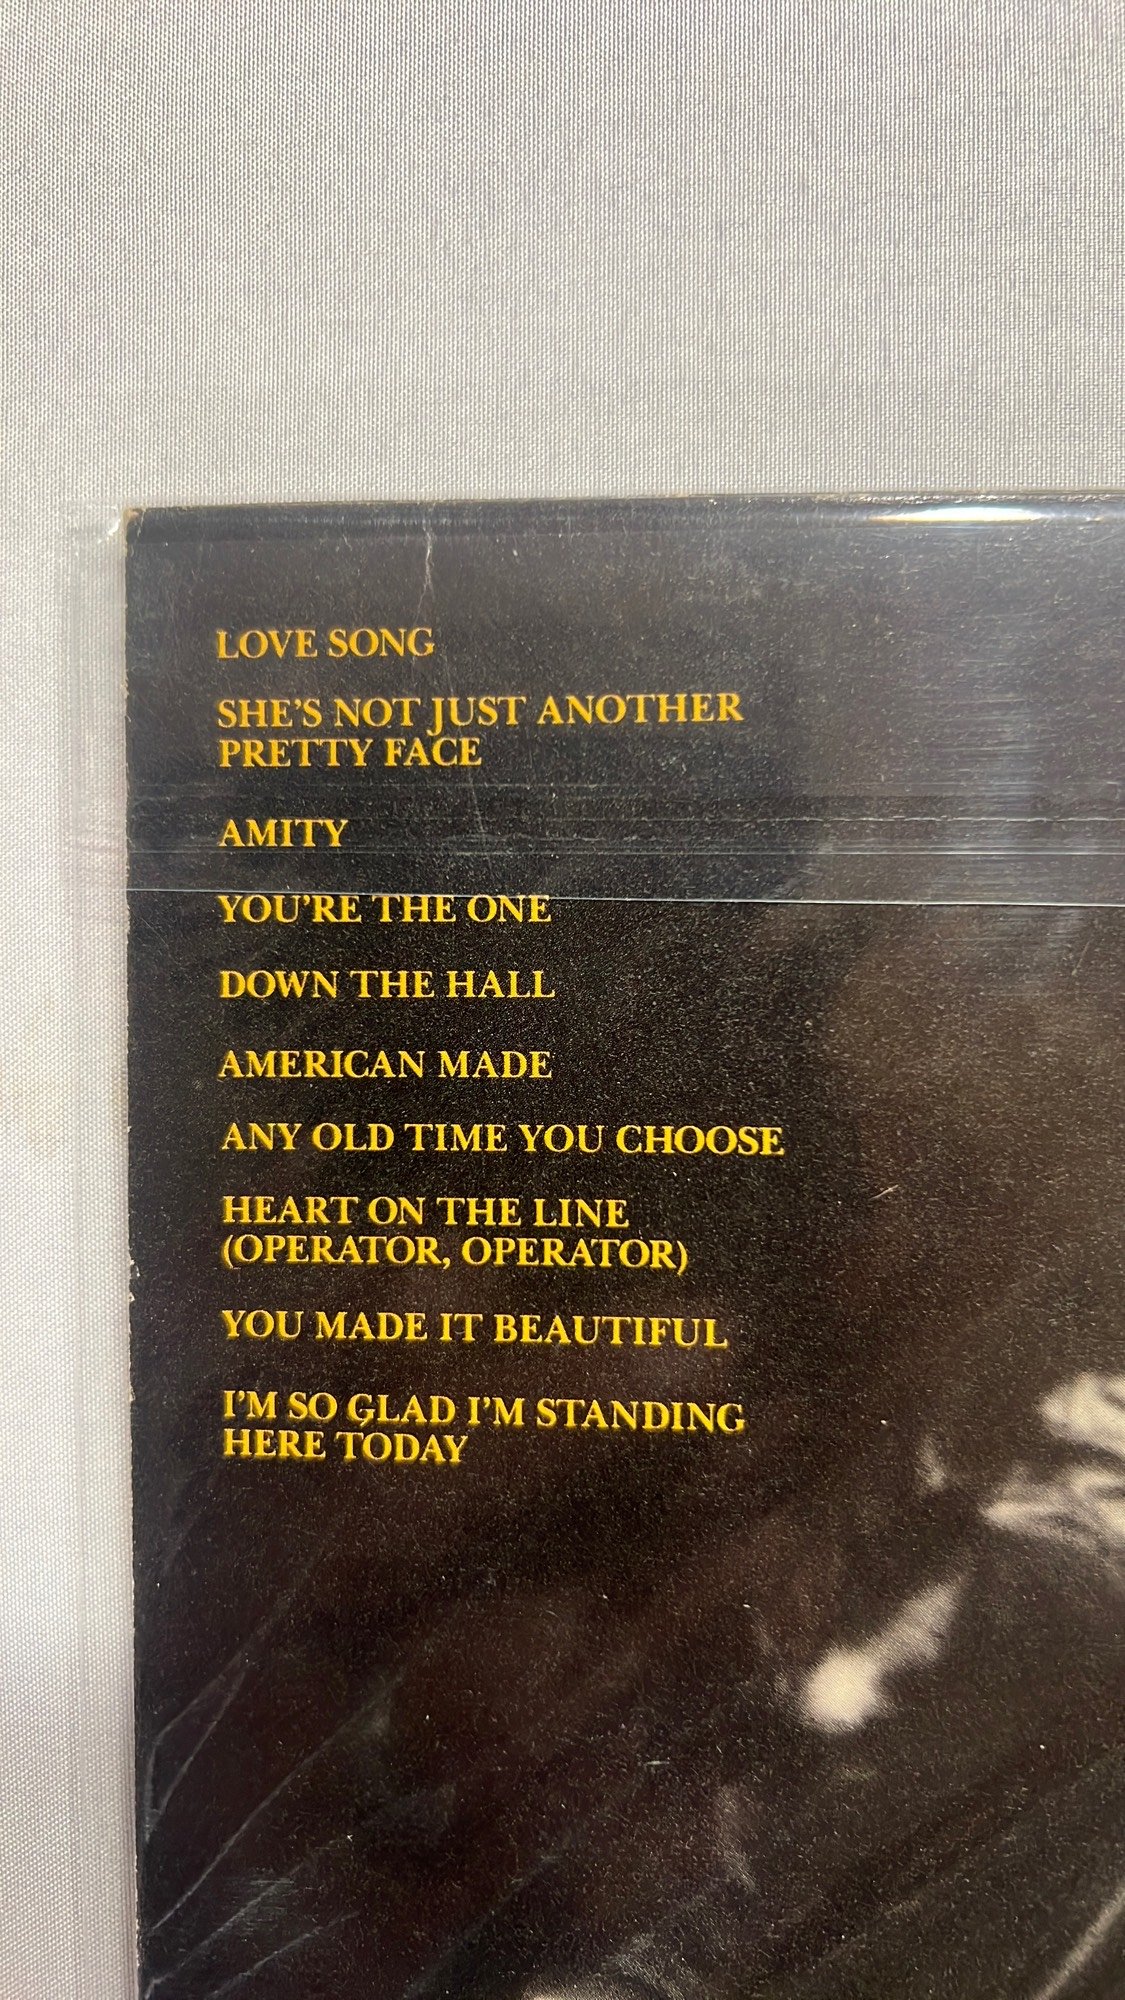 LOVE SONG
SHE'S NOT JUST ANOTHER
PRETTY FACE
AMITY
YOU'RE THE ONE
DOWN THE HALL
AMERICAN MADE
ANY OLD TIME YOU CHOOSE
HEART ON THE LINE
(OPERATOR, OPERATOR)
YOU MADE IT BEAUTIFUL
I'M SO GLAD I'M STANDING
HERE TODAY